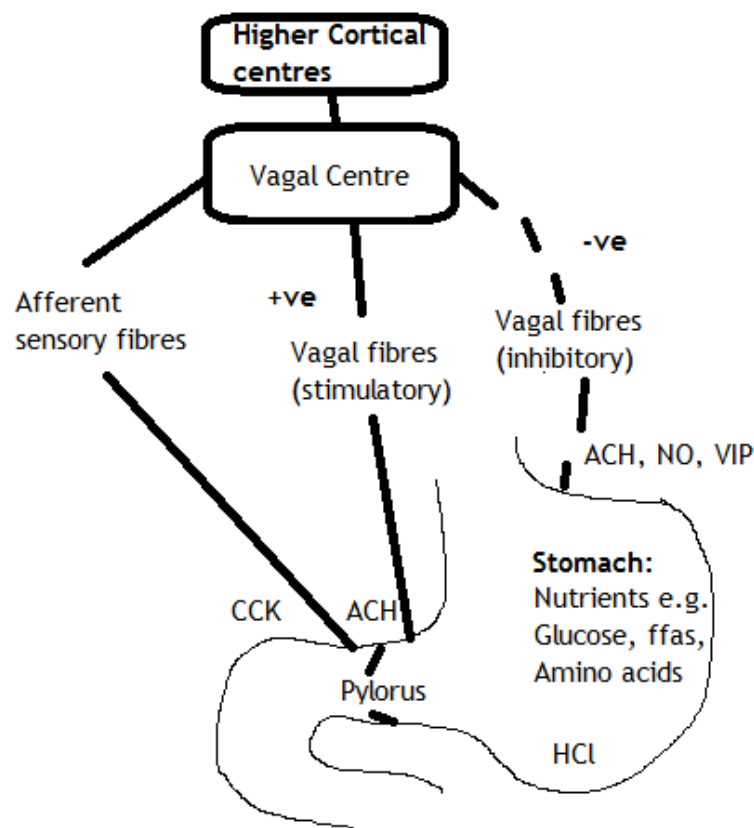 Higher Cortical
centres
Vagal Centre
-ve
+ve
Afferent
sensory fibres
Vagal fibres
(stimulatory)
Vagal fibres
(inhibitory)
ACH, NO, VIP
Stomach:
Nutrients e.g.
Glucose, ffas,
Amino acids
CCK
ACH
Pylorus
HCl